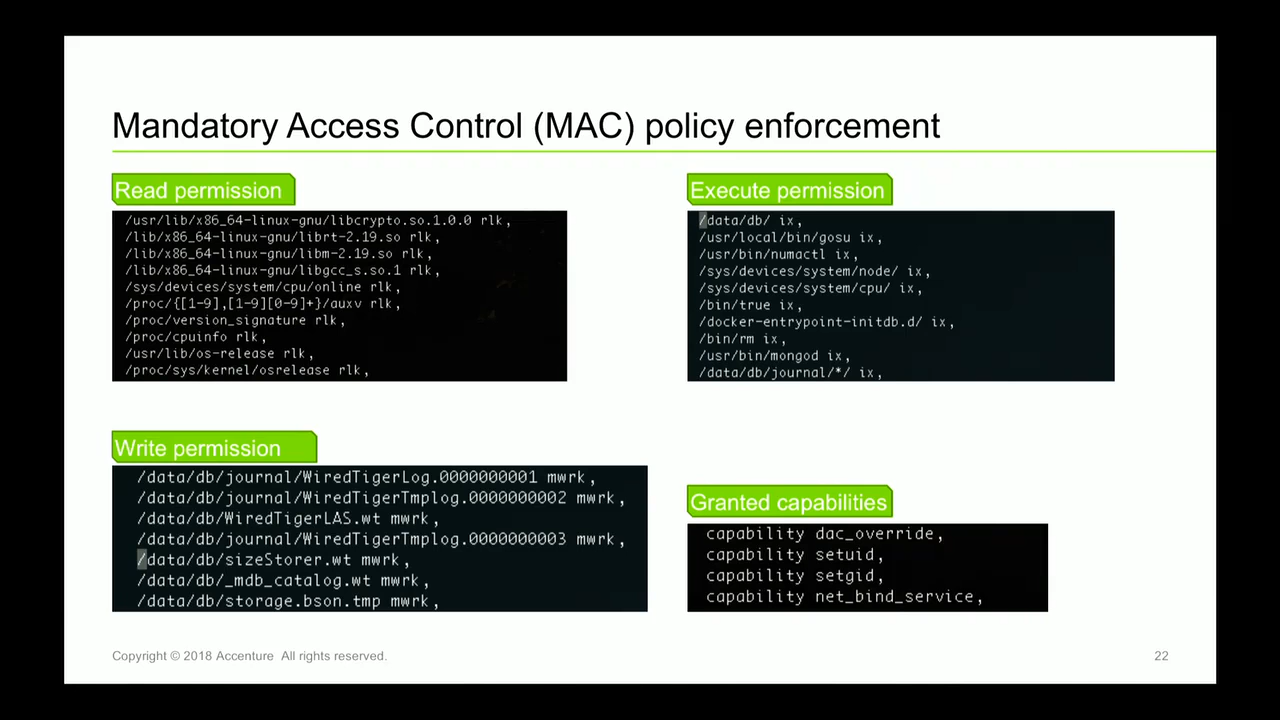 Mandatory Access Control (MAC) policy enforcement
Read permission
/usr/lib/x86_64-linux-gnu/libcrypto.so.1.0.0 rlk,
/lib/x86_64-linux-gnu/librt-2.19.so rlk,
/lib/x86_64-linux-gnu/libm-2.19.so rlk,
/lib/x86_64-linux-gnu/libgcc_s.so.1 rlk,
/sys/devices/system/cpu/online rlk,
/proc/{[1-9],[1-9][0-9]+}/auxv rlk,
/proc/version_signature rlk,
/proc/cpuinfo rlk,
/usr/lib/os-release rlk,
/proc/sys/kernel/osrelease rlk,
Execute permission
/data/db/ ix,
/usr/local/bin/gosu ix,
/usr/bin/numactl ix,
/sys/devices/system/node/ ix,
/sys/devices/system/cpu/ ix,
/bin/true ix,
/docker-entrypoint-initdb.d/ ix,
/bin/rm ix,
/usr/bin/mongod ix,
/data/db/journal/*/ ix,
Write permission
/data/db/journal/WiredTigerLog.0000000001 mwrk,
/data/db/journal/WiredTigerTmplog.0000000002 mwrk,
/data/db/WiredTigerLAS.wt mwrk,
/data/db/journal/WiredTigerTmplog.0000000003 mwrk,
/data/db/sizeStorer.wt mwrk,
/data/db/_mdb_catalog.wt mwrk,
/data/db/storage.bson.tmp mwrk,
Granted capabilities
capability dac_override,
capability setuid,
capability setgid,
capability net_bind_service,
Copyright © 2018 Accenture All rights reserved.
22